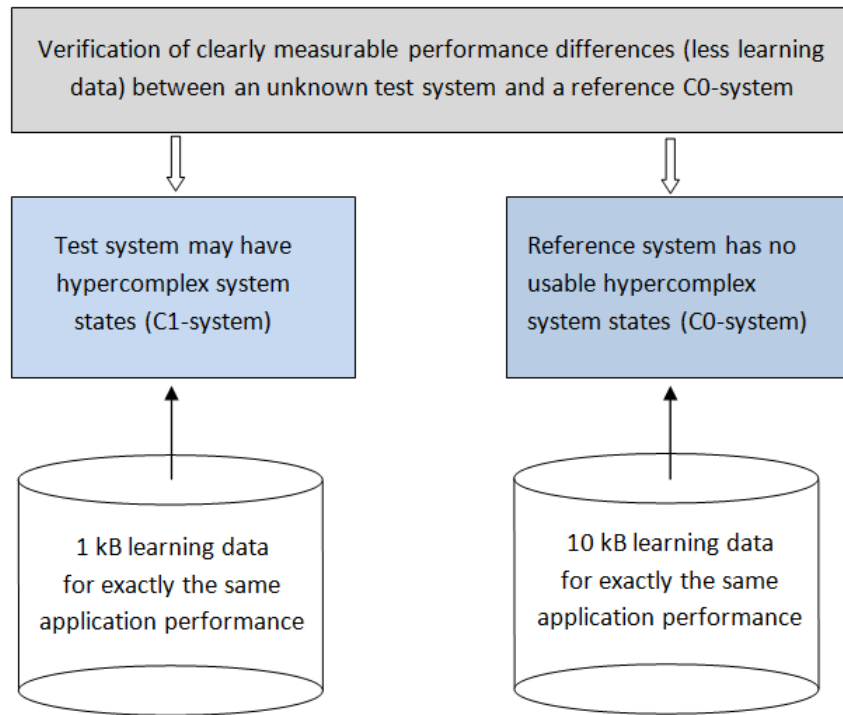 Verification of clearly measurable performance differences (less learning
data) between an unknown test system and a reference C0-system
Test system may have
hypercomplex system
states (C1-system)
Reference system has no
usable hypercomplex
system states (C0-system)
1 kB learning data
for exactly the same
application performance
10 kB learning data
for exactly the same
application performance